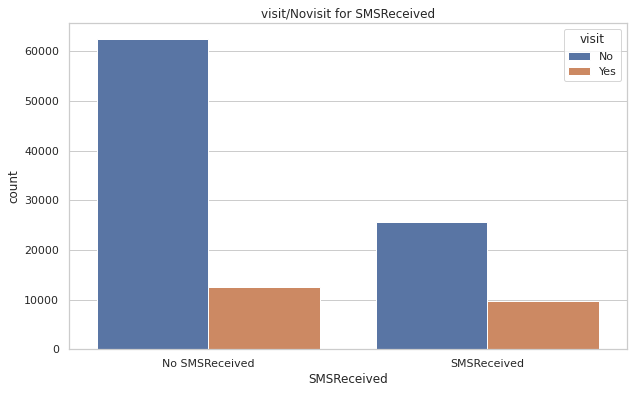 visit/Novisit for SMSReceived
visit
No
Yes
60000
50000
40000
30000
20000
10000
0
count
No SMSReceived
SMSReceived
SMSReceived